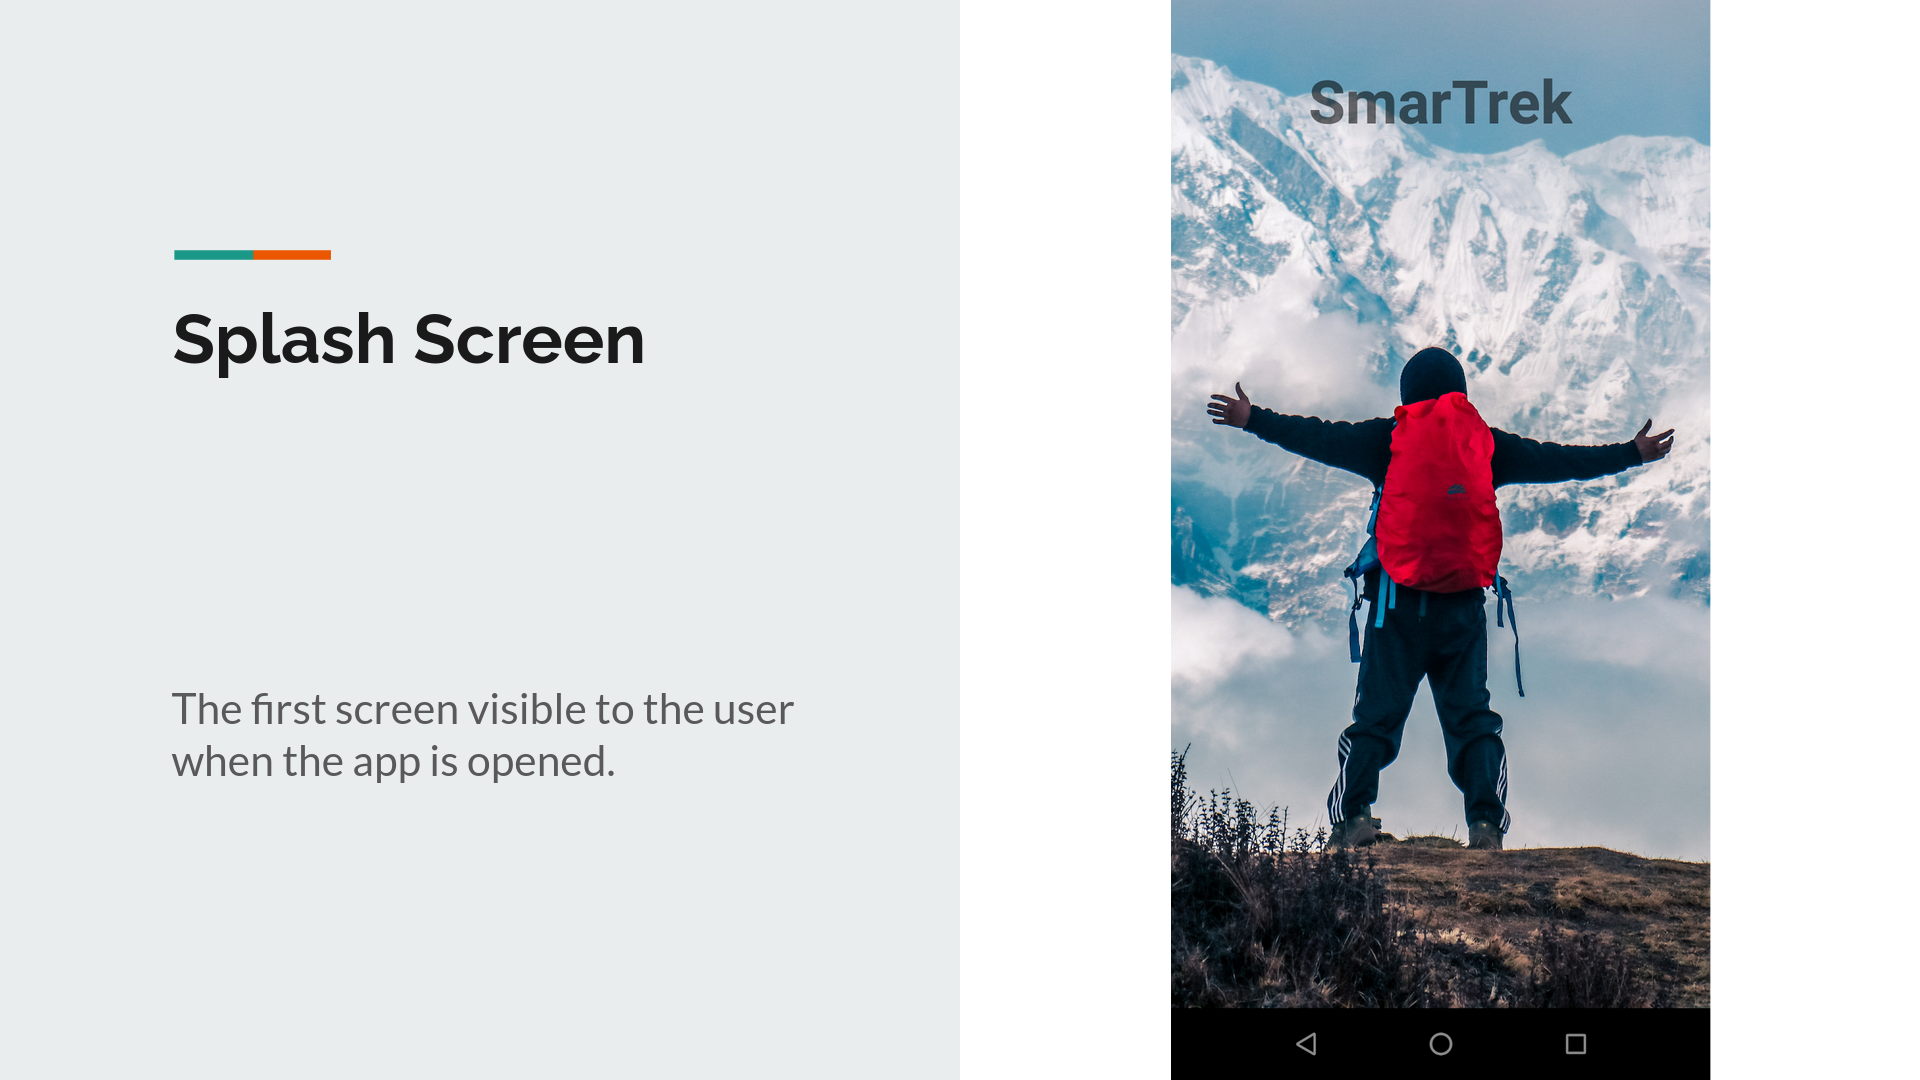 Splash Screen
The first screen visible to the user
when the app is opened.
SmarTrek